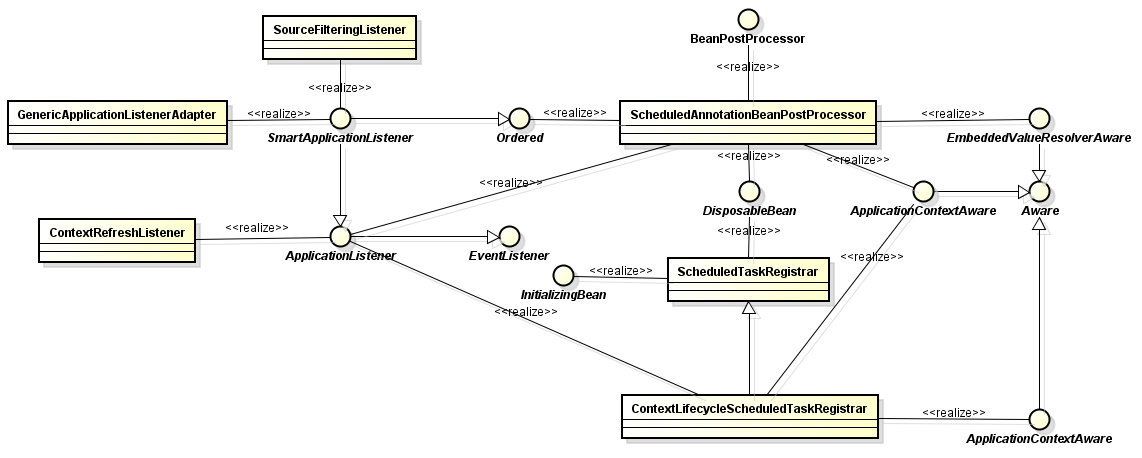 SourceFilteringListener
BeanPostProcessor
<<realize>>
<<realize>>
GenericApplicationListenerAdapter
<<realize>>
SmartApplicationListener
Ordered
<<realize>>
ScheduledAnnotationBeanPostProcessor
<<realize>>
EmbeddedValueResolverAware
<<realize>>
<<realize>>
<<realize>>
DisposableBean
ApplicationContextAware
Aware
ContextRefreshListener
<<realize>>
ApplicationListener
EventListener
<<realize>>
<<realize>>
InitializingBean
<<realize>>
ScheduledTaskRegistrar
<<realize>>
<<realize>>
ContextLifecycleScheduledTaskRegistrar
<<realize>>
ApplicationContextAware